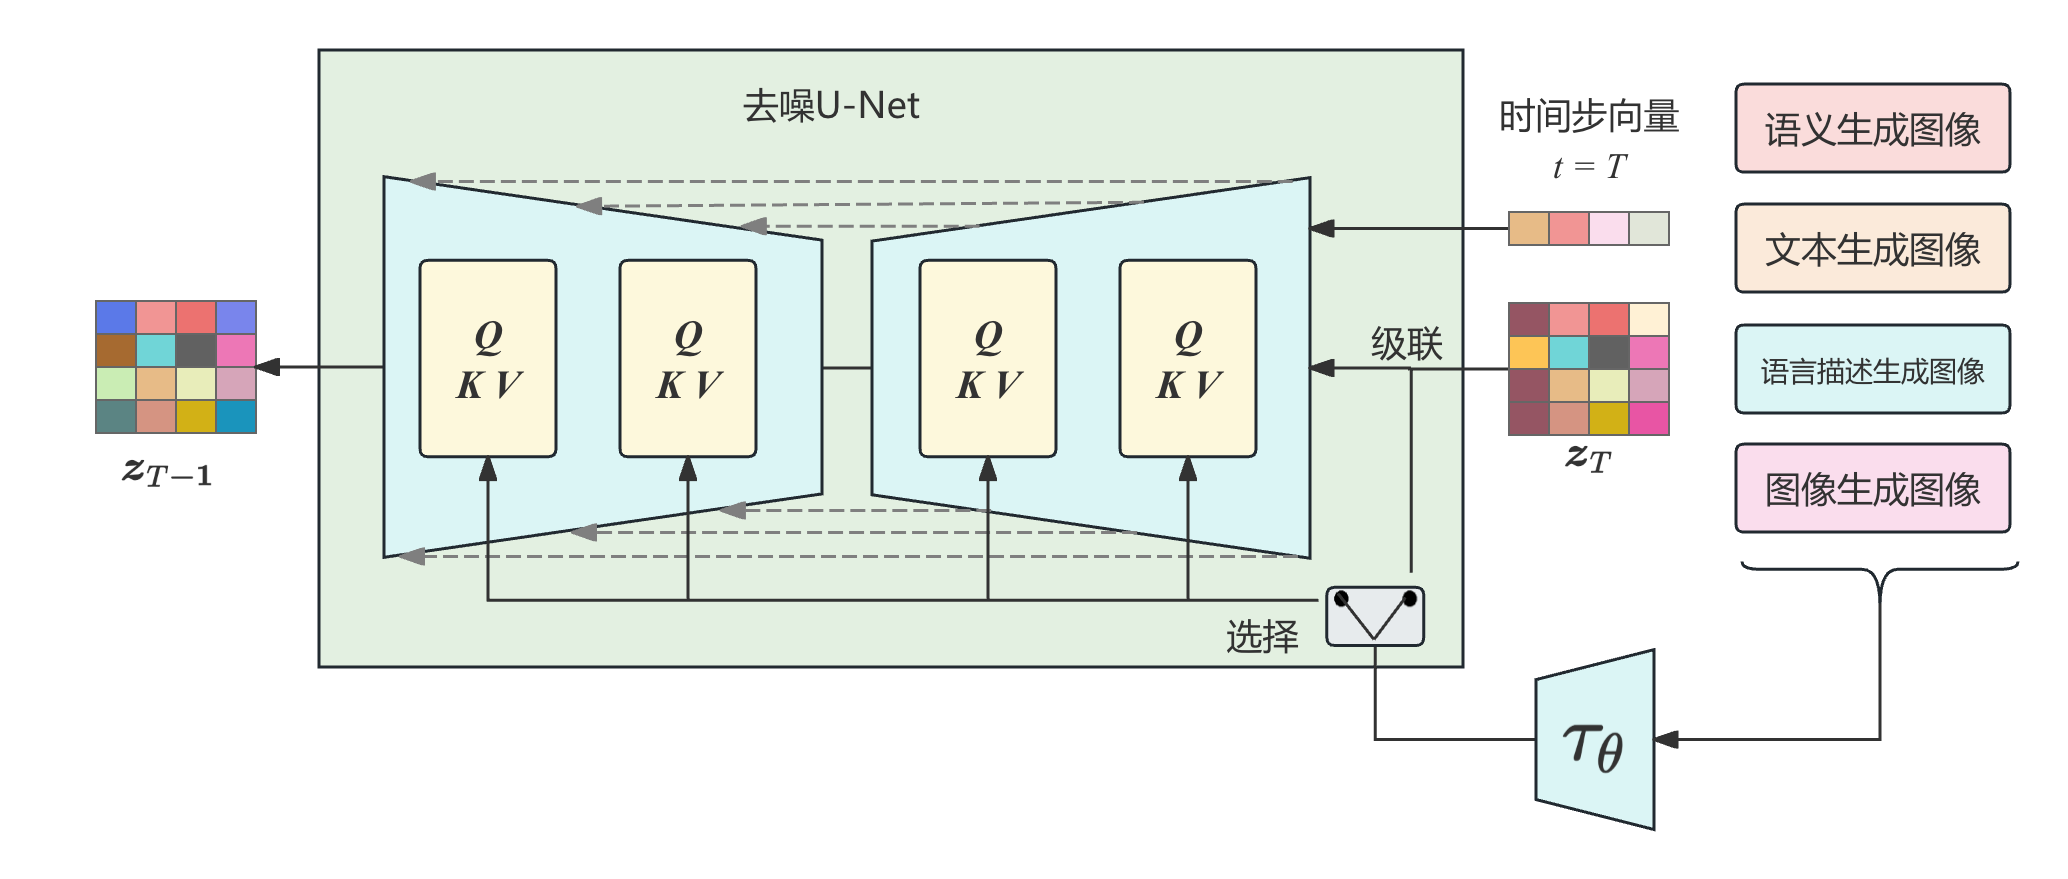 去噪U-Net
时间步向量
t = T
语义生成图像
文本生成图像
语言描述生成图像
图像生成图像
Q
K V
Q
K V
Q
K V
Q
K V
级联
z_{T-1}
z_T
选择
τ_θ